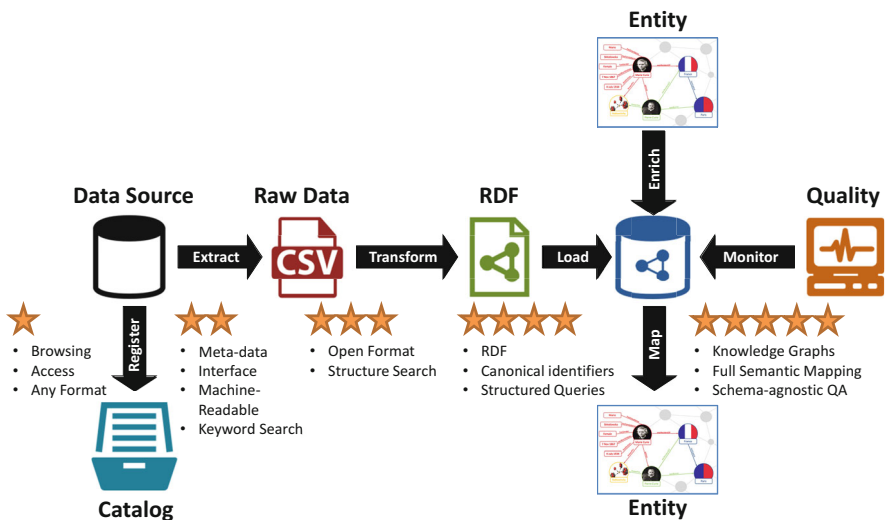 Entity
Enrich
Data Source
Raw Data
RDF
Quality
Extract
CSV
Transform
Load
Monitor
Register
Map
• Browsing
• Access
• Any Format
• Meta-data
• Interface
• Machine-
Readable
• Keyword Search
• Open Format
• Structure Search
• RDF
• Canonical identifiers
• Structured Queries
• Knowledge Graphs
• Full Semantic Mapping
• Schema-agnostic QA
Catalog
Entity